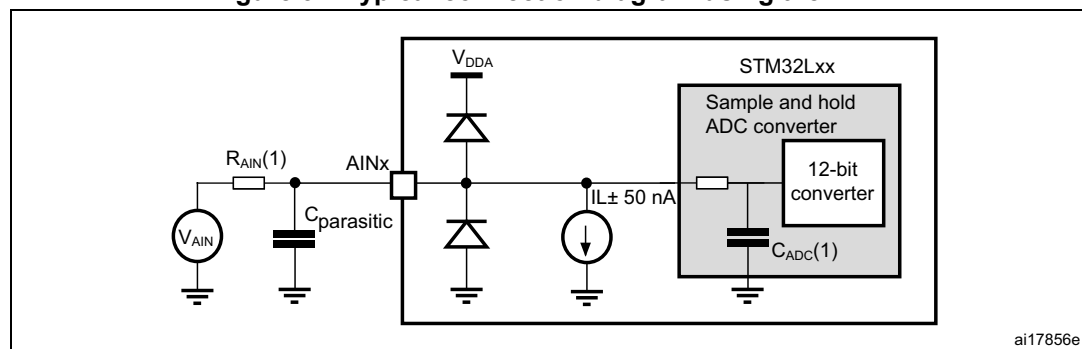 V_DDA
STM32Lxx
Sample and hold
ADC converter
R_AIN(1)
AINx
12-bit
converter
IL± 50 nA
C_parasitic
V_AIN
C_ADC(1)
ai17856e